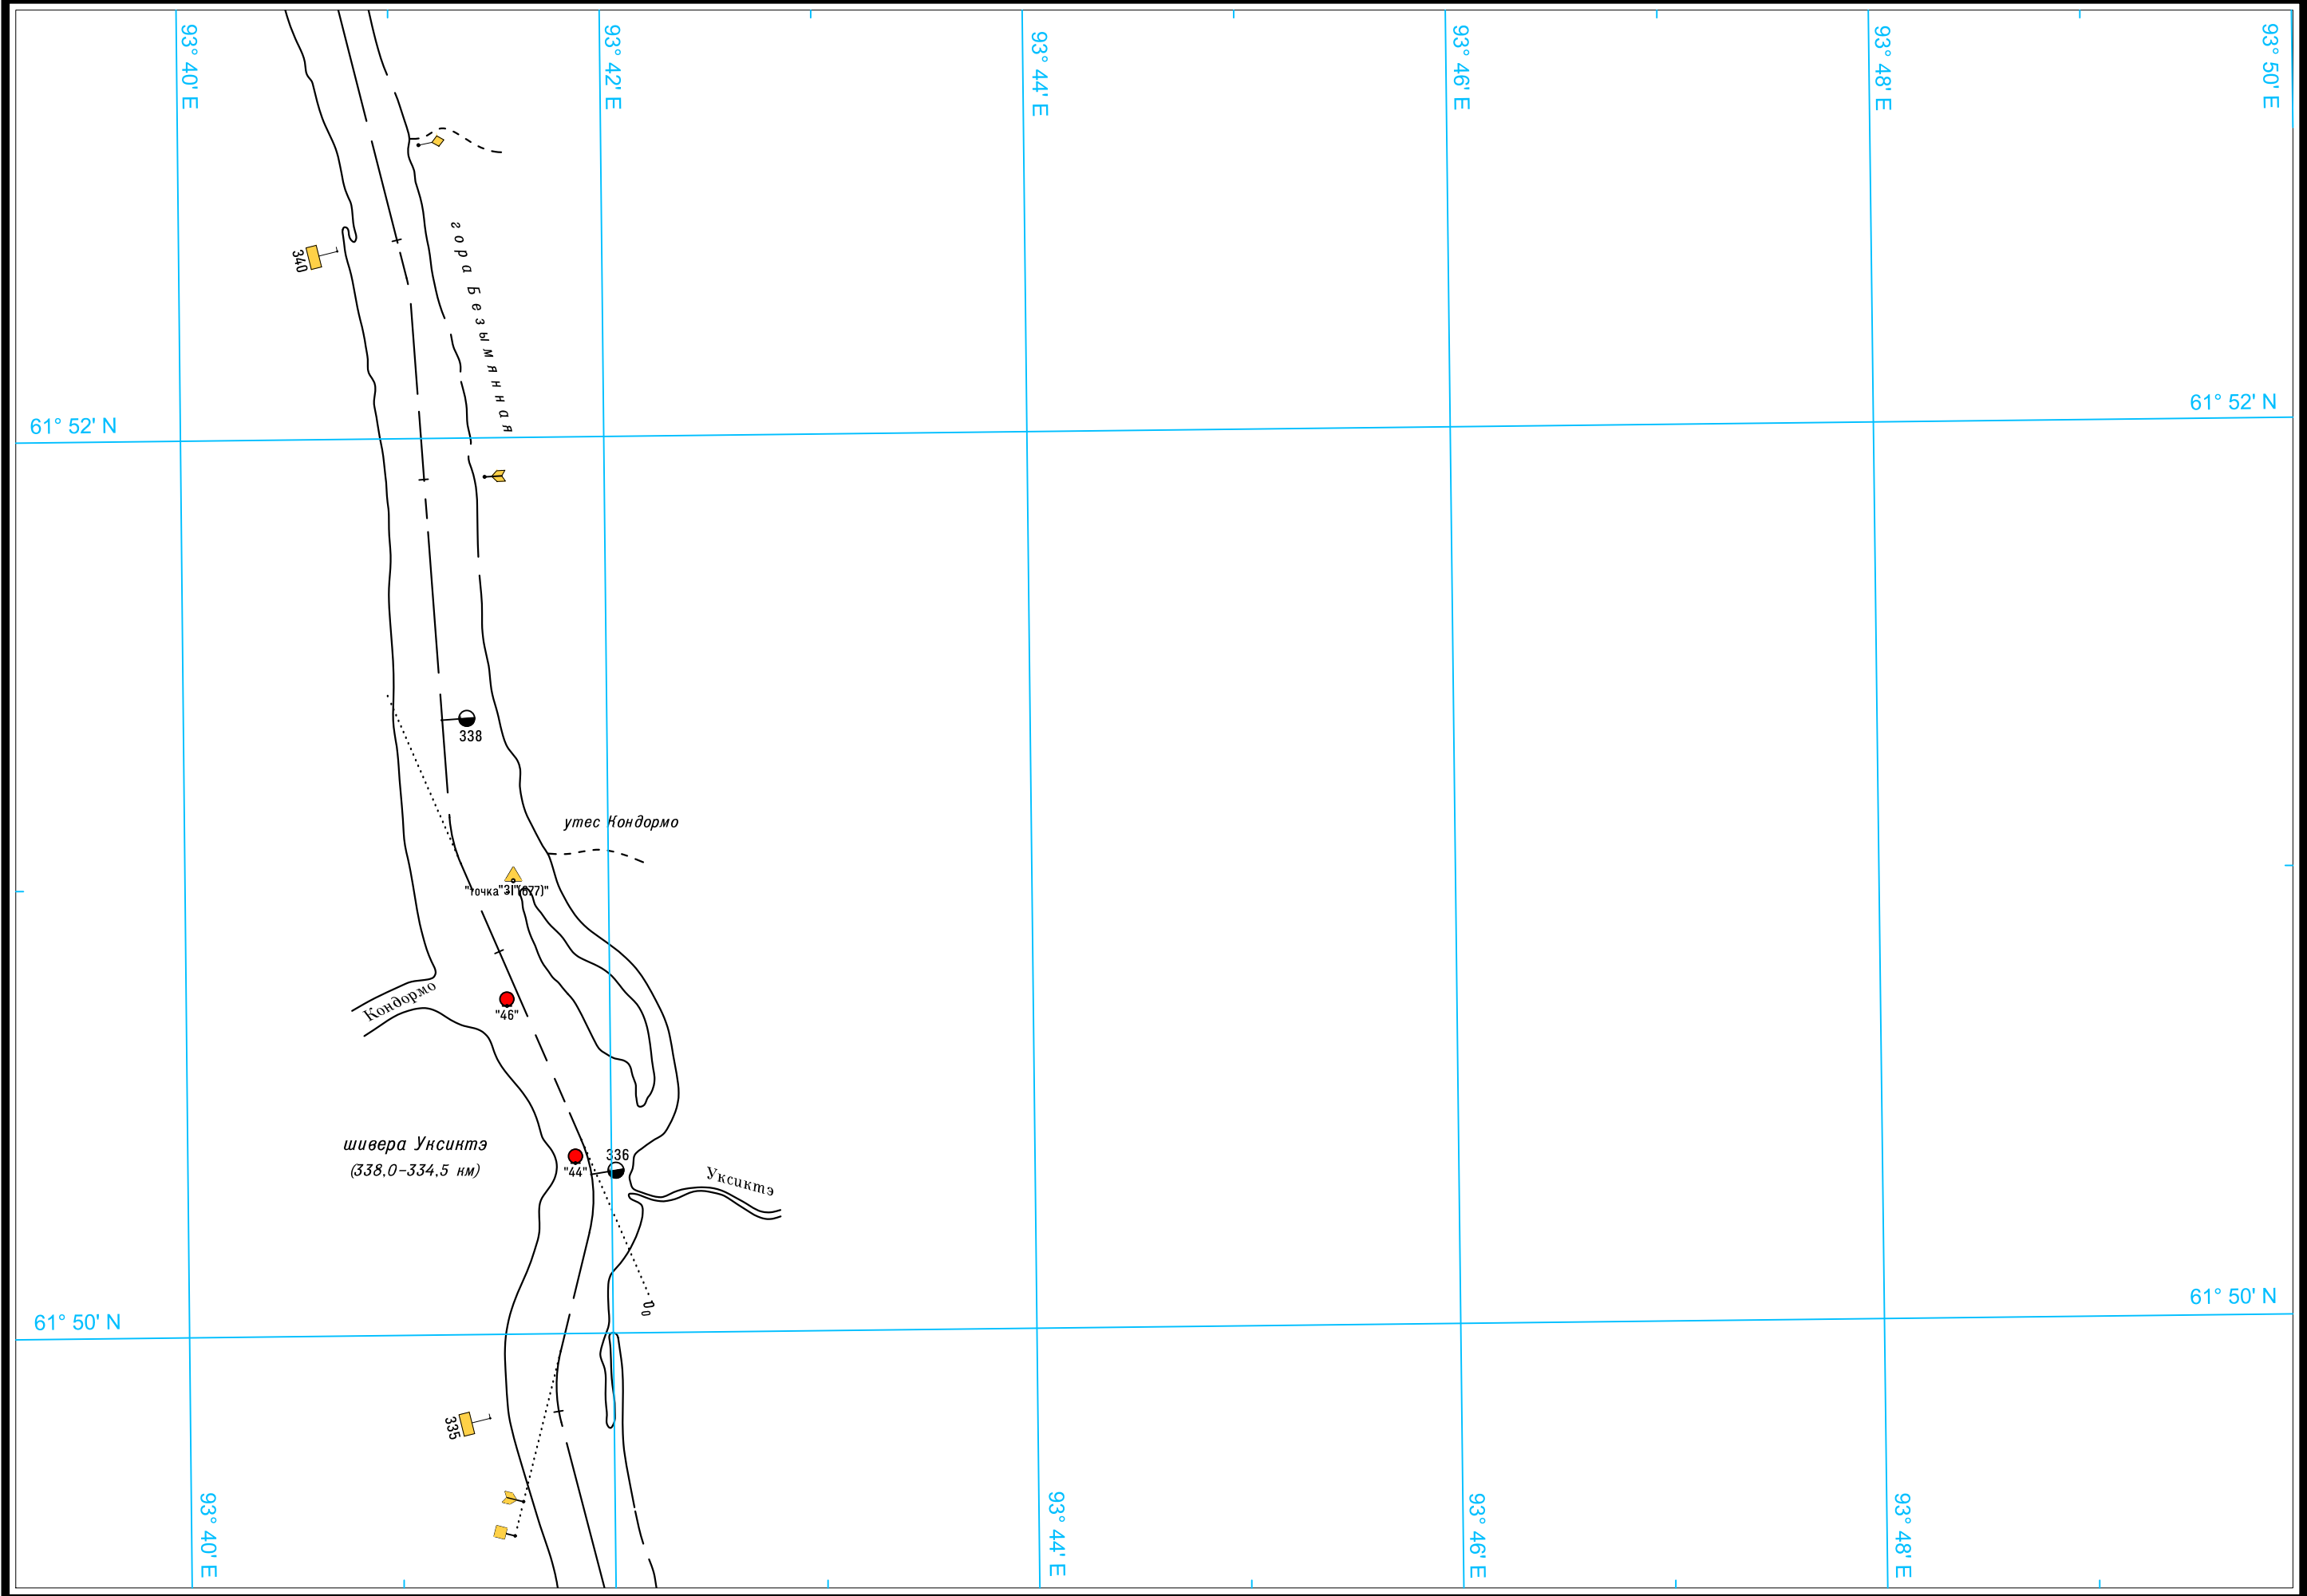 93° 40' E
93° 42' E
93° 44' E
93° 46' E
93° 48' E
93° 50' E
340
гора Безымянная
61° 52' N
61° 52' N
338
утес Кондормо
"точка"31"(677)"
Кондормо
"46"
шивера Уксиктэ
(338,0-334,5 км)
336
"44"
Уксиктэ
61° 50' N
61° 50' N
335
93° 40' E
93° 44' E
93° 46' E
93° 48' E